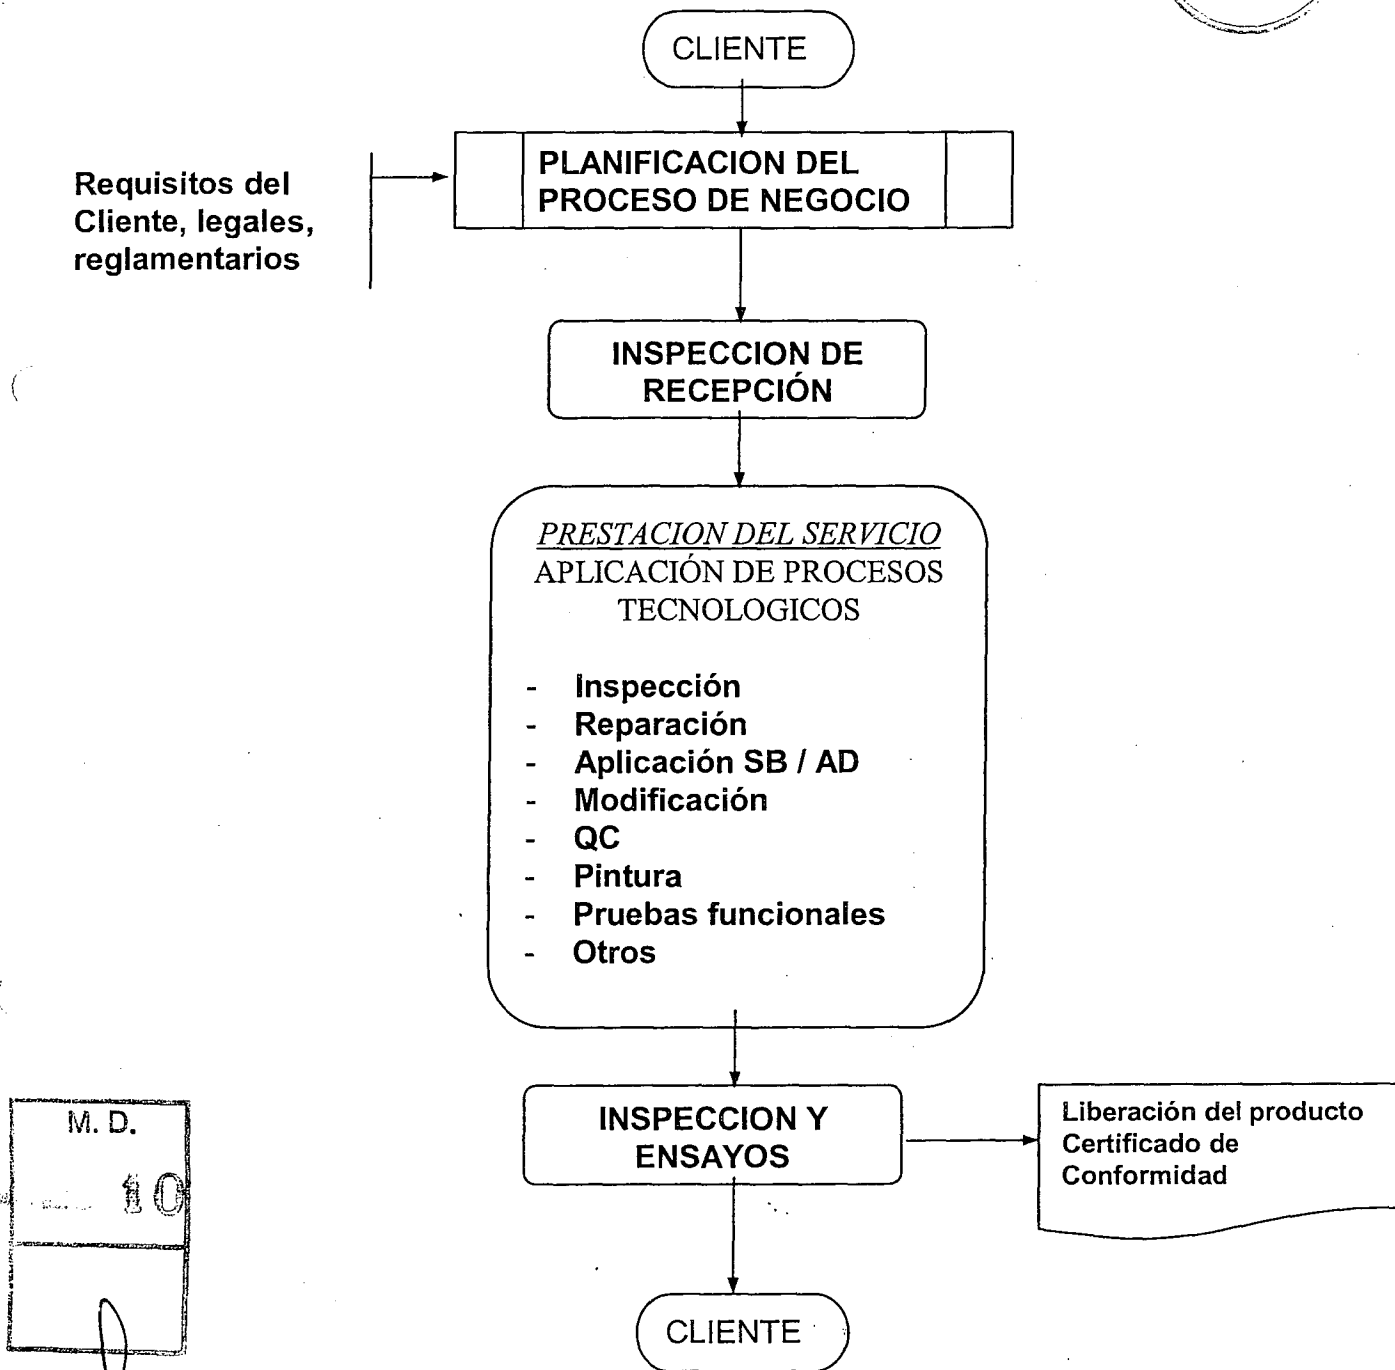 CLIENTE
PLANIFICACION DEL
PROCESO DE NEGOCIO
Requisitos del
Cliente, legales,
reglamentarios
INSPECCION DE
RECEPCIÓN
PRESTACION DEL SERVICIO
APLICACIÓN DE PROCESOS
TECNOLOGICOS
- Inspección
- Reparación
- Aplicación SB / AD
- Modificación
- QC
- Pintura
- Pruebas funcionales
- Otros
INSPECCION Y
ENSAYOS
Liberación del producto
Certificado de
Conformidad
M. D.
10
CLIENTE